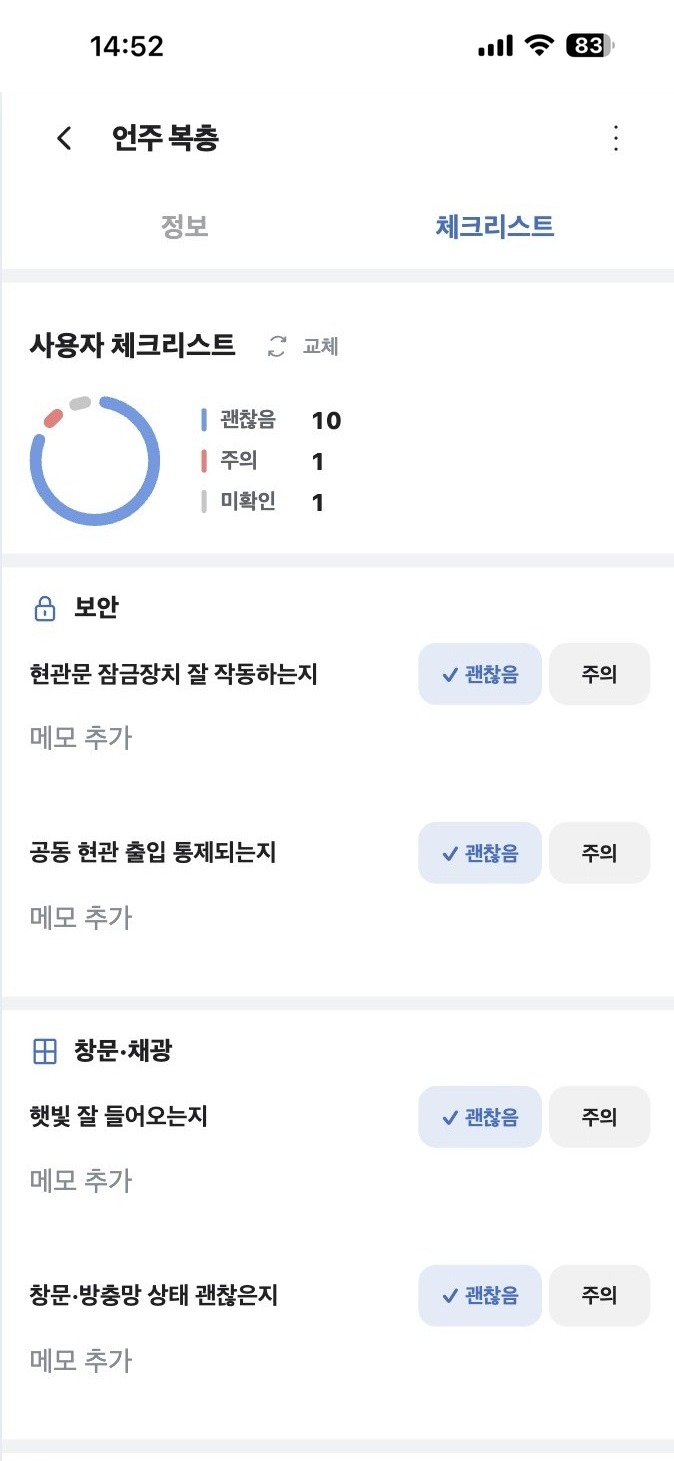 14:52
83
언주 복층
정보 체크리스트
사용자 체크리스트 교체
괜찮음 10
주의 1
미확인 1
보안
현관문 잠금장치 잘 작동하는지 괜찮음 주의
메모 추가
공동 현관 출입 통제되는지 괜찮음 주의
메모 추가
창문·채광
햇빛 잘 들어오는지 괜찮음 주의
메모 추가
창문·방충망 상태 괜찮은지 괜찮음 주의
메모 추가